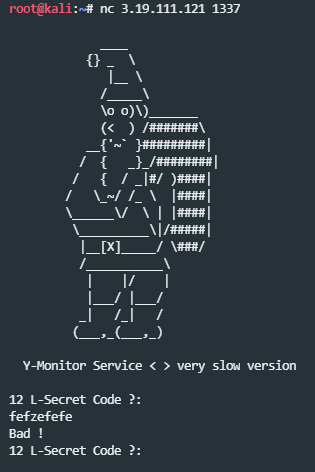 root@kali:~# nc 3.19.111.121 1337
            ____
          {} _  \
             |__ \
            /_____\
            \o o)\)_______
            (<  ) /#######\
          __{'~` }#########|
         /  {   _}_/########|
        /   {  / _|#/ )####|
       /   \_~/ /_ \  |####|
       \______\/  \ | |####|
        \__________\|/#####|
         |__[X]_____/ \###/
         /___________\
          |    |/    |
          |___/ |___/
         _|   /_|   /
        (___,_(___,_)
  Y-Monitor Service < > very slow version
12 L-Secret Code ?:
fefzefefe
Bad !
12 L-Secret Code ?: